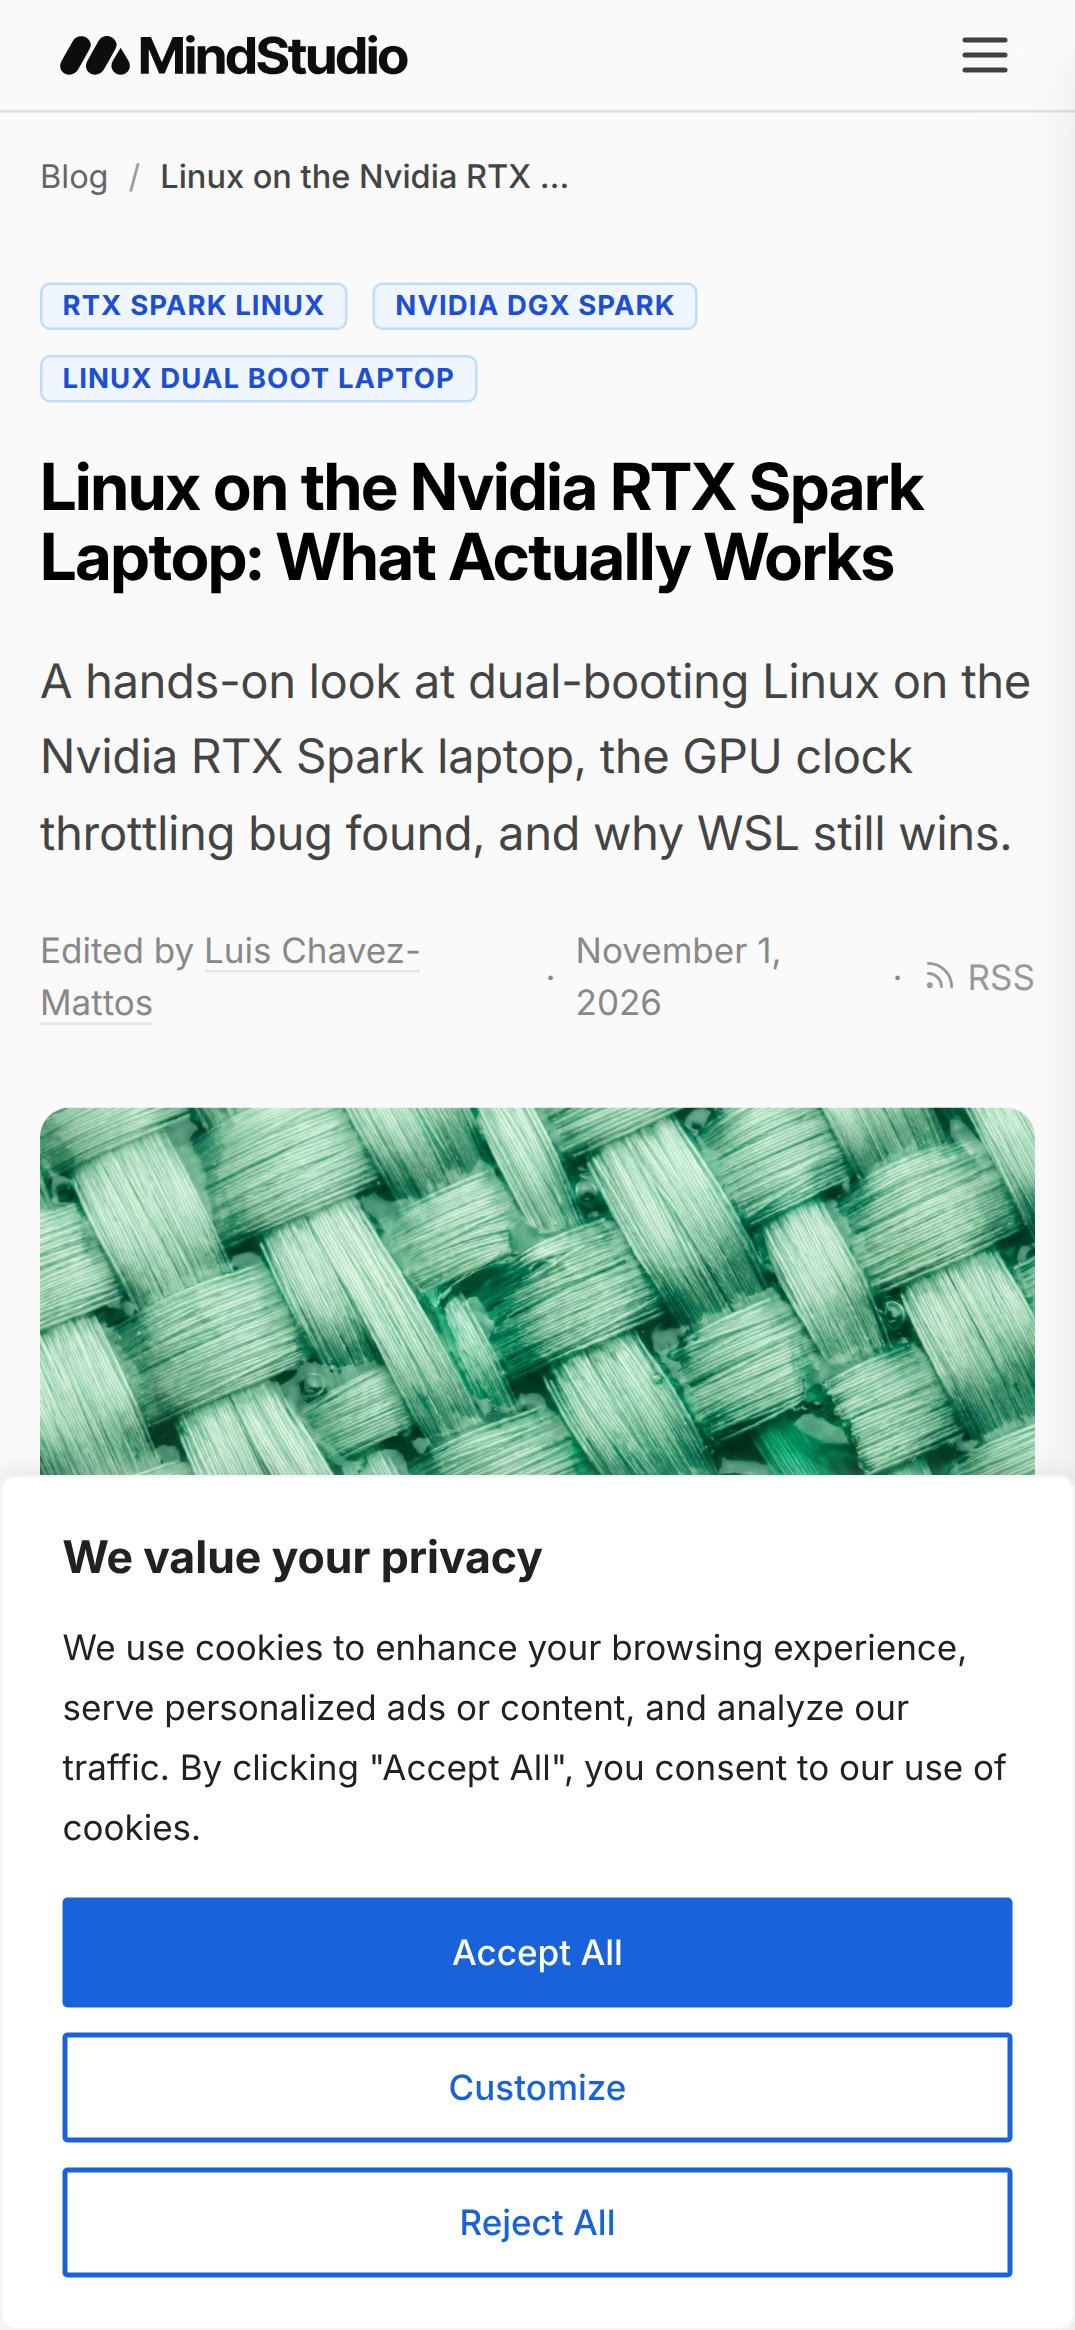 MindStudio
Blog / Linux on the Nvidia RTX ...
RTX SPARK LINUX NVIDIA DGX SPARK
LINUX DUAL BOOT LAPTOP
Linux on the Nvidia RTX Spark
Laptop: What Actually Works
A hands-on look at dual-booting Linux on the
Nvidia RTX Spark laptop, the GPU clock
throttling bug found, and why WSL still wins.
Edited by Luis Chavez-
Mattos
·
November 1,
2026
· RSS
We value your privacy
We use cookies to enhance your browsing experience,
serve personalized ads or content, and analyze our
traffic. By clicking "Accept All", you consent to our use of
cookies.
Accept All
Customize
Reject All